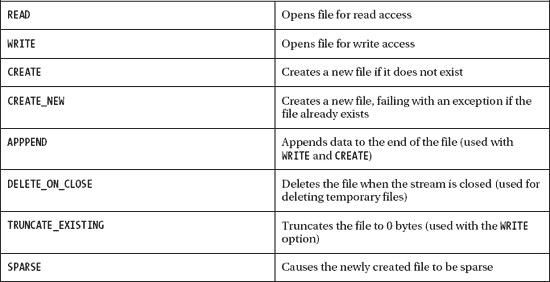 READ Opens file for read access
WRITE Opens file for write access
CREATE Creates a new file if it does not exist
CREATE_NEW Creates a new file, failing with an exception if the
file already exists
APPPEND Appends data to the end of the file (used with
WRITE and CREATE)
DELETE_ON_CLOSE Deletes the file when the stream is closed (used for
deleting temporary files)
TRUNCATE_EXISTING Truncates the file to 0 bytes (used with the WRITE
option)
SPARSE Causes the newly created file to be sparse